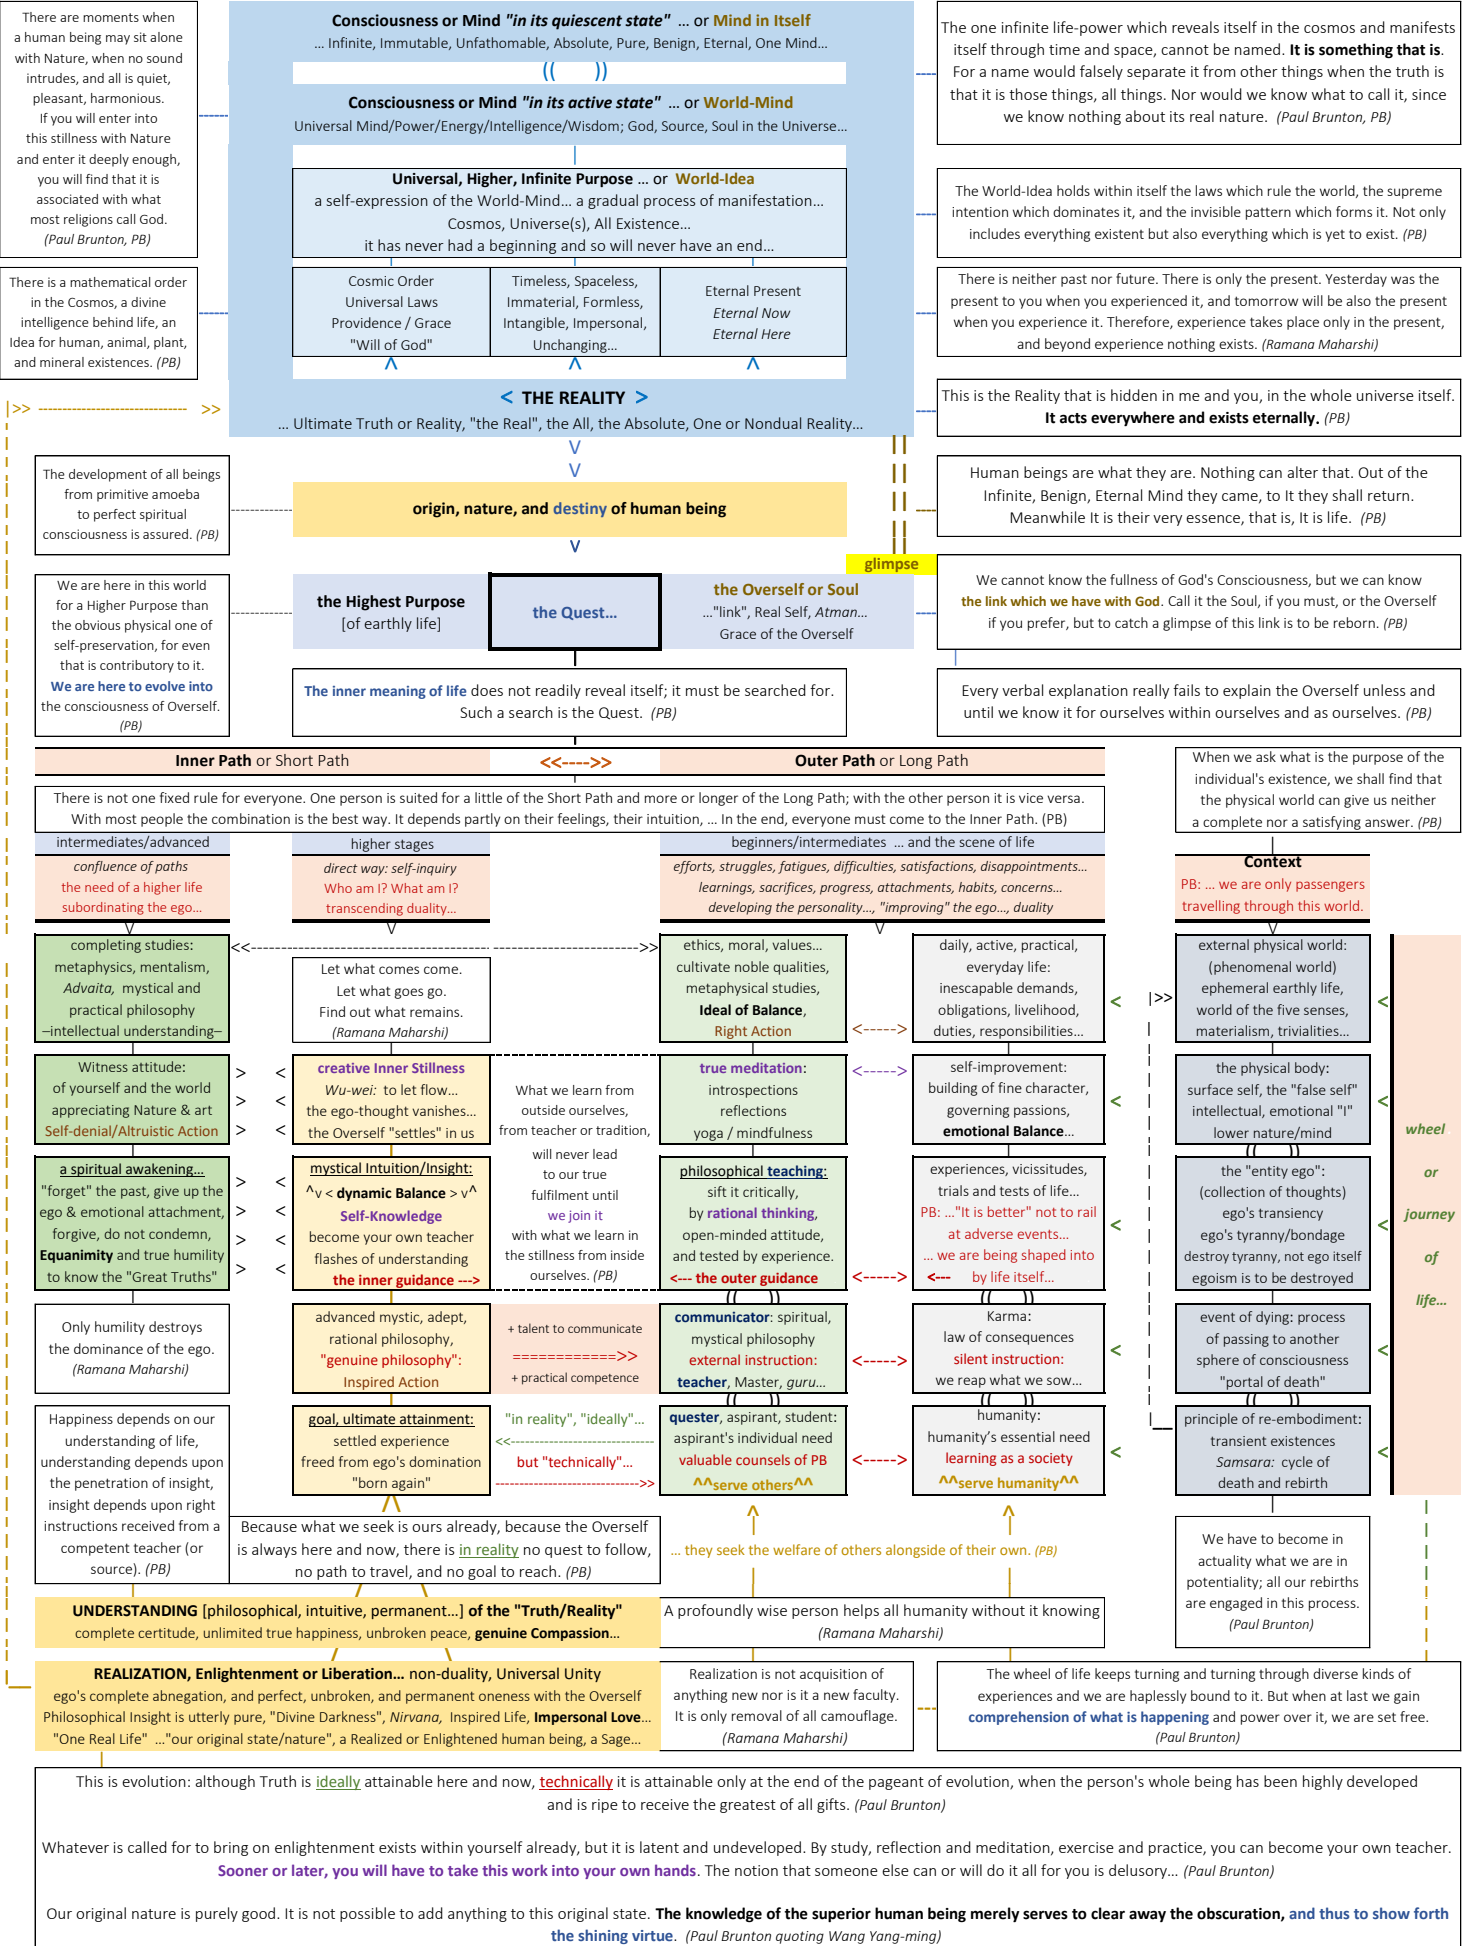 There are moments when
a human being may sit alone
with Nature, when no sound
intrudes, and all is quiet,
pleasant, harmonious.
If you will enter into
this stillness with Nature
and enter it deeply enough,
you will find that it is
associated with what
most religions call God.
(Paul Brunton, PB)
Consciousness or Mind "in its quiescent state" ... or Mind in Itself
... Infinite, Immutable, Unfathomable, Absolute, Pure, Benign, Eternal, One Mind...
(( ))
Consciousness or Mind "in its active state" ... or World-Mind
Universal Mind/Power/Energy/Intelligence/Wisdom; God, Source, Soul in the Universe...
The one infinite life-power which reveals itself in the cosmos and manifests
itself through time and space, cannot be named. It is something that is.
For a name would falsely separate it from other things when the truth is
that it is those things, all things. Nor would we know what to call it, since
we know nothing about its real nature. (Paul Brunton, PB)
Universal, Higher, Infinite Purpose ... or World-Idea
a self-expression of the World-Mind... a gradual process of manifestation...
Cosmos, Universe(s), All Existence...
it has never had a beginning and so will never have an end...
The World-Idea holds within itself the laws which rule the world, the supreme
intention which dominates it, and the invisible pattern which forms it. Not only
includes everything existent but also everything which is yet to exist. (PB)
There is a mathematical order
in the Cosmos, a divine
intelligence behind life, an
Idea for human, animal, plant,
and mineral existences. (PB)
Cosmic Order
Universal Laws
Providence / Grace
"Will of God"
Timeless, Spaceless,
Immaterial, Formless,
Intangible, Impersonal,
Unchanging...
Eternal Present
Eternal Now
Eternal Here
There is neither past nor future. There is only the present. Yesterday was the
present to you when you experienced it, and tomorrow will be also the present
when you experience it. Therefore, experience takes place only in the present,
and beyond experience nothing exists. (Ramana Maharshi)
^ ^ ^
|>> ------------------------------- >>
< THE REALITY >
... Ultimate Truth or Reality, "the Real", the All, the Absolute, One or Nondual Reality...
This is the Reality that is hidden in me and you, in the whole universe itself.
It acts everywhere and exists eternally. (PB)
V
V
The development of all beings
from primitive amoeba
to perfect spiritual
consciousness is assured. (PB)
origin, nature, and destiny of human being
Human beings are what they are. Nothing can alter that. Out of the
Infinite, Benign, Eternal Mind they came, to It they shall return.
Meanwhile It is their very essence, that is, It is life. (PB)
V
glimpse
We are here in this world
for a Higher Purpose than
the obvious physical one of
self-preservation, for even
that is contributory to it.
We are here to evolve into
the consciousness of Overself.
(PB)
the Highest Purpose
[of earthly life]
the Quest...
the Overself or Soul
..."link", Real Self, Atman...
Grace of the Overself
We cannot know the fullness of God's Consciousness, but we can know
the link which we have with God. Call it the Soul, if you must, or the Overself
if you prefer, but to catch a glimpse of this link is to be reborn. (PB)
The inner meaning of life does not readily reveal itself; it must be searched for.
Such a search is the Quest. (PB)
Every verbal explanation really fails to explain the Overself unless and
until we know it for ourselves within ourselves and as ourselves. (PB)
Inner Path or Short Path
<<---->>
Outer Path or Long Path
When we ask what is the purpose of the
individual's existence, we shall find that
the physical world can give us neither
a complete nor a satisfying answer. (PB)
There is not one fixed rule for everyone. One person is suited for a little of the Short Path and more or longer of the Long Path; with the other person it is vice versa.
With most people the combination is the best way. It depends partly on their feelings, their intuition, ... In the end, everyone must come to the Inner Path. (PB)
intermediates/advanced
confluence of paths
the need of a higher life
subordinating the ego...
higher stages
direct way: self-inquiry
Who am I? What am I?
transcending duality...
beginners/intermediates ... and the scene of life
efforts, struggles, fatigues, difficulties, satisfactions, disappointments...
learnings, sacrifices, progress, attachments, habits, concerns...
developing the personality..., "improving" the ego..., duality
Context
PB: ... we are only passengers
travelling through this world.
V V V V
completing studies:
metaphysics, mentalism,
Advaita, mystical and
practical philosophy
–intellectual understanding–
<<------------------------------- -------------------->>
Let what comes come.
Let what goes go.
Find out what remains.
(Ramana Maharshi)
ethics, moral, values...
cultivate noble qualities,
metaphysical studies,
Ideal of Balance,
Right Action
<----->
daily, active, practical,
everyday life:
inescapable demands,
obligations, livelihood,
duties, responsibilities...
<
|>>
external physical world:
(phenomenal world)
ephemeral earthly life,
world of the five senses,
materialism, trivialities...
<
Witness attitude:
of yourself and the world
appreciating Nature & art
Self-denial/Altruistic Action
> <
> <
> <
> <
creative Inner Stillness
Wu-wei: to let flow...
the ego-thought vanishes...
the Overself "settles" in us
What we learn from
outside ourselves,
from teacher or tradition,
will never lead
to our true
fulfilment until
we join it
with what we learn in
the stillness from inside
ourselves. (PB)
true meditation:
introspections
reflections
yoga / mindfulness
<----->
self-improvement:
building of fine character,
governing passions,
emotional Balance...
<
the physical body:
surface self, the "false self"
intellectual, emotional "I"
lower nature/mind
<
wheel
or
journey
of
life...
a spiritual awakening...
"forget" the past, give up the
ego & emotional attachment,
forgive, do not condemn,
Equanimity and true humility
to know the "Great Truths"
> <
> <
> <
> <
mystical Intuition/Insight:
^v < dynamic Balance > v^
Self-Knowledge
become your own teacher
flashes of understanding
the inner guidance --->
philosophical teaching:
sift it critically,
by rational thinking,
open-minded attitude,
and tested by experience.
<--- the outer guidance
<----->
experiences, vicissitudes,
trials and tests of life...
PB: ..."It is better" not to rail
at adverse events...
... we are being shaped into
<--- by life itself...
<
the "entity ego":
(collection of thoughts)
ego's transiency
ego's tyranny/bondage
destroy tyranny, not ego itself
egoism is to be destroyed
<
Only humility destroys
the dominance of the ego.
(Ramana Maharshi)
advanced mystic, adept,
rational philosophy,
"genuine philosophy":
Inspired Action
+ talent to communicate
============>>
+ practical competence
communicator: spiritual,
mystical philosophy
external instruction:
teacher, Master, guru...
<----->
Karma:
law of consequences
silent instruction:
we reap what we sow...
<
event of dying: process
of passing to another
sphere of consciousness
"portal of death"
<
Happiness depends on our
understanding of life,
understanding depends upon
the penetration of insight,
insight depends upon right
instructions received from a
competent teacher (or
source). (PB)
goal, ultimate attainment:
settled experience
freed from ego's domination
"born again"
"in reality", "ideally"...
<<-----------------------------
but "technically"...
----------------------------->>
quester, aspirant, student:
aspirant's individual need
valuable counsels of PB
^^serve others^^
<----->
humanity:
humanity's essential need
learning as a society
^^serve humanity^^
<
principle of re-embodiment:
transient existences
Samsara: cycle of
death and rebirth
<
Because what we seek is ours already, because the Overself
is always here and now, there is in reality no quest to follow,
no path to travel, and no goal to reach. (PB)
^ ^
... they seek the welfare of others alongside of their own. (PB)
We have to become in
actuality what we are in
potentiality; all our rebirths
are engaged in this process.
(Paul Brunton)
UNDERSTANDING [philosophical, intuitive, permanent...] of the "Truth/Reality"
complete certitude, unlimited true happiness, unbroken peace, genuine Compassion...
A profoundly wise person helps all humanity without it knowing
(Ramana Maharshi)
REALIZATION, Enlightenment or Liberation... non-duality, Universal Unity
ego's complete abnegation, and perfect, unbroken, and permanent oneness with the Overself
Philosophical Insight is utterly pure, "Divine Darkness", Nirvana, Inspired Life, Impersonal Love...
"One Real Life" ..."our original state/nature", a Realized or Enlightened human being, a Sage...
Realization is not acquisition of
anything new nor is it a new faculty.
It is only removal of all camouflage.
(Ramana Maharshi)
The wheel of life keeps turning and turning through diverse kinds of
experiences and we are haplessly bound to it. But when at last we gain
comprehension of what is happening and power over it, we are set free.
(Paul Brunton)
This is evolution: although Truth is ideally attainable here and now, technically it is attainable only at the end of the pageant of evolution, when the person's whole being has been highly developed
and is ripe to receive the greatest of all gifts. (Paul Brunton)
Whatever is called for to bring on enlightenment exists within yourself already, but it is latent and undeveloped. By study, reflection and meditation, exercise and practice, you can become your own teacher.
Sooner or later, you will have to take this work into your own hands. The notion that someone else can or will do it all for you is delusory... (Paul Brunton)
Our original nature is purely good. It is not possible to add anything to this original state. The knowledge of the superior human being merely serves to clear away the obscuration, and thus to show forth
the shining virtue. (Paul Brunton quoting Wang Yang-ming)